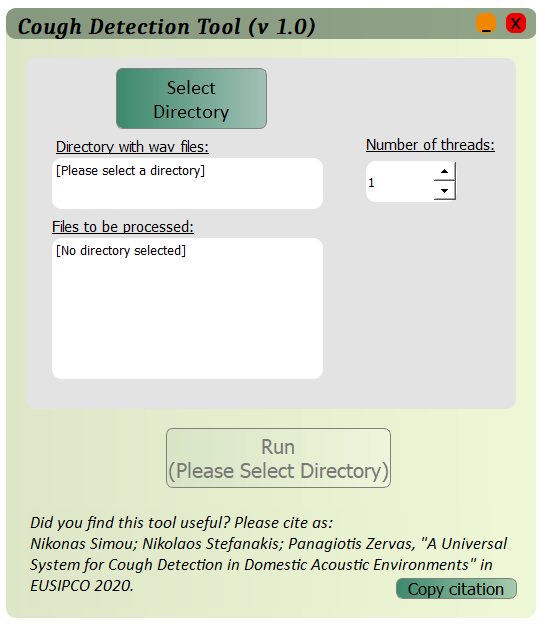 Cough Detection Tool (v 1.0)
_ X
Select
Directory
Directory with wav files:
Number of threads:
[Please select a directory]
1
Files to be processed:
[No directory selected]
Run
(Please Select Directory)
Did you find this tool useful? Please cite as:
Nikonas Simou; Nikolaos Stefanakis; Panagiotis Zervas, "A Universal
System for Cough Detection in Domestic Acoustic Environments" in
EUSIPCO 2020.
Copy citation